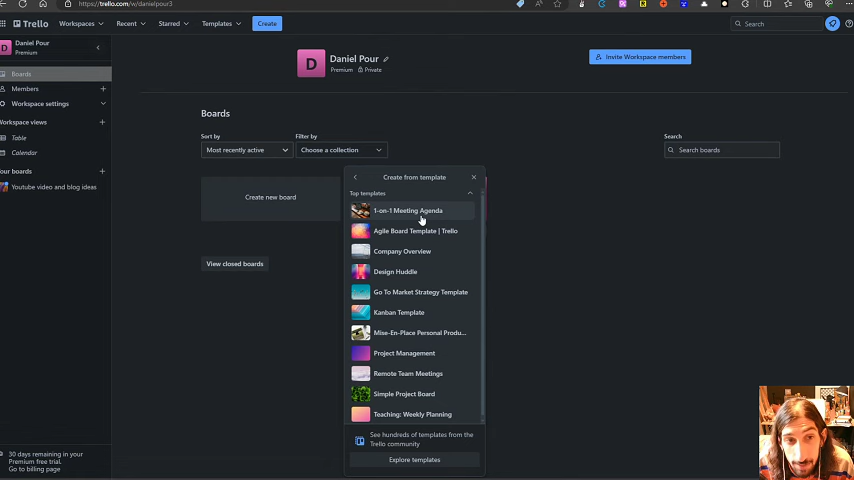 https://trello.com/w/danielpour3
Trello
Workspaces
Recent
Starred
Templates
Create
Search
D
Daniel Pour
Premium
D
Daniel Pour
Premium
Private
Invite Workspace members
Boards
Members
Workspace settings
Workspace views
Table
Calendar
Your boards
Youtube video and blog ideas
Boards
Sort by
Most recently active
Filter by
Choose a collection
Search
Search boards
Create new board
View closed boards
Create from template
Top templates
1-on-1 Meeting Agenda
Agile Board Template | Trello
Company Overview
Design Huddle
Go To Market Strategy Template
Kanban Template
Mise-En-Place Personal Produ...
Project Management
Remote Team Meetings
Simple Project Board
Teaching: Weekly Planning
See hundreds of templates from the
Trello community
Explore templates
30 days remaining in your
Premium free trial.
Go to billing page